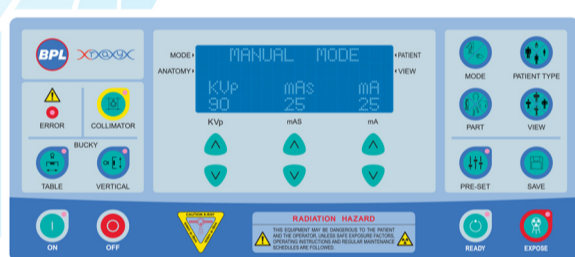 BPL
xraxyx
MODE
ANATOMY
MANUAL MODE
PATIENT
VIEW
KVp mAs mA
90 25 25
KVp mAS mA
ERROR
COLLIMATOR
BUCKY
TABLE
VERTICAL
MODE
PATIENT TYPE
PART
VIEW
PRE-SET
SAVE
ON
OFF
CAUTION X-RAY
RADIATION HAZARD
THIS EQUIPMENT MAY BE DANGEROUS TO THE PATIENT
AND THE OPERATOR, UNLESS SAFE EXPOSURE FACTORS,
OPERATING INSTRUCTIONS AND REGULAR MAINTENANCE
SCHEDULES ARE FOLLOWED.
READY
EXPOSE